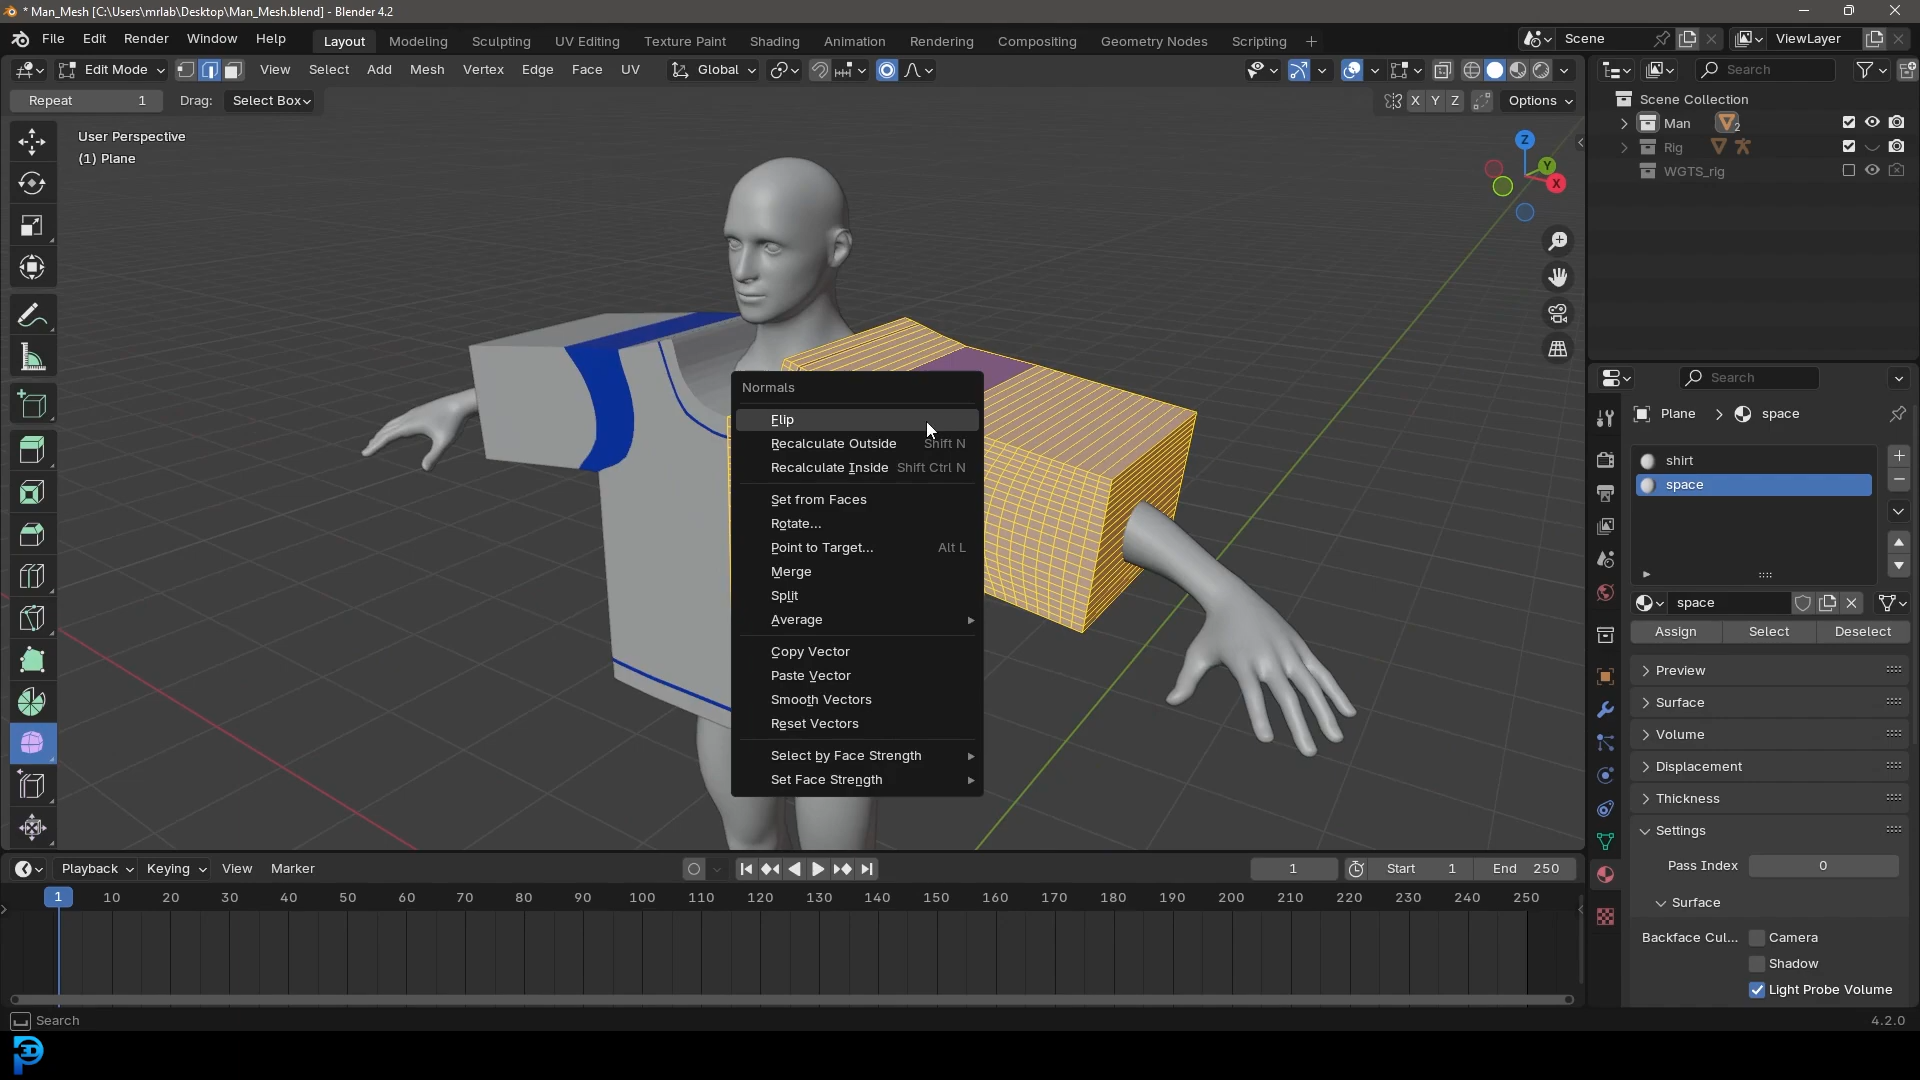 * Man_Mesh [C:\Users\mrlab\Desktop\Man_Mesh.blend] - Blender 4.2
File Edit Render Window Help Layout Modeling Sculpting UV Editing Texture Paint Shading Animation Rendering Compositing Geometry Nodes Scripting + Scene ViewLayer
Edit Mode View Select Add Mesh Vertex Edge Face UV Global Search
Repeat 1 Drag: Select Box X Y Z Options
Scene Collection
Man 2
Rig
WGTS_rig
User Perspective
(1) Plane
Z
Y
X
Normals
Flip
Recalculate Outside Shift N
Recalculate Inside Shift Ctrl N
Set from Faces
Rotate...
Point to Target... Alt L
Merge
Split
Average
Copy Vector
Paste Vector
Smooth Vectors
Reset Vectors
Select by Face Strength
Set Face Strength
Search
Plane > space
shirt
space
space
Assign Select Deselect
Preview
Surface
Volume
Displacement
Thickness
Settings
Pass Index 0
Surface
Backface Cul... Camera
Shadow
Light Probe Volume
Playback Keying View Marker 1 Start 1 End 250
1 10 20 30 40 50 60 70 80 90 100 110 120 130 140 150 160 170 180 190 200 210 220 230 240 250
Search 4.2.0